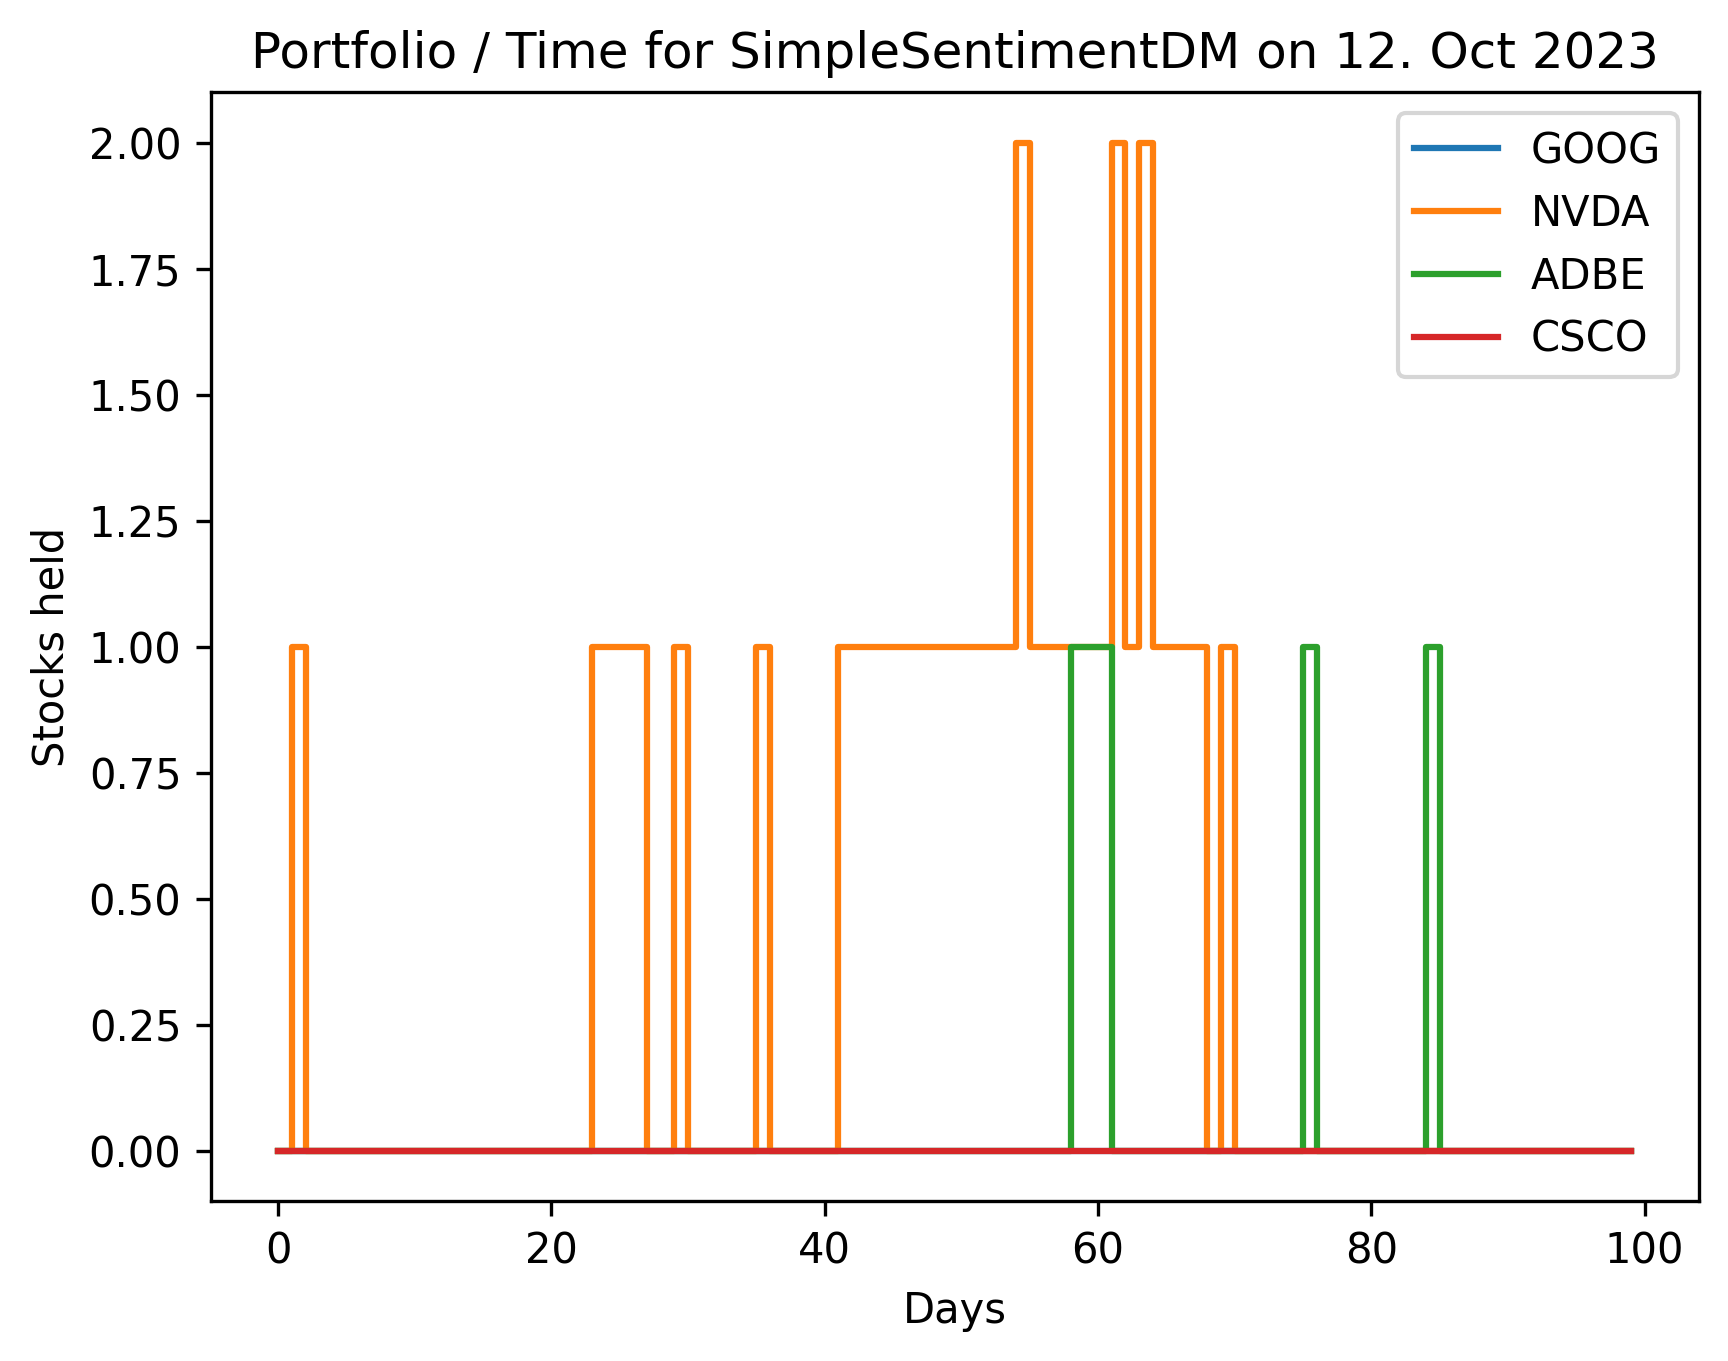 Portfolio / Time for SimpleSentimentDM on 12. Oct 2023
GOOG
NVDA
ADBE
CSCO
2.00
1.75
1.50
1.25
1.00
0.75
0.50
0.25
0.00
Stocks held
0 20 40 60 80 100
Days